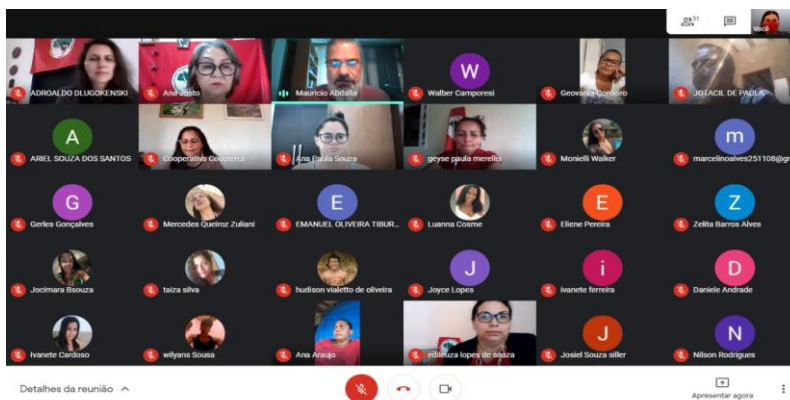 31
Você
ADROALDO DLUGOKENSKI
Ana Justo
Mauricio Abdalla
W
Walber Camporesi
Geovania Cordeiro
JOTACIL DE PAULA
A
ARIEL SOUZA DOS SANTOS
Cooperativa Coopterra
Ana Paula Souza
geyse paula merellis
Monielli Walker
m
marcelinoalves251108@gr
G
Gerles Gonçalves
Mercedes Queiroz Zuliani
E
EMANUEL OLIVEIRA TIBUR...
Luanna Cosme
E
Eliene Pereira
Z
Zelita Barros Alves
Jocimara Bsouza
taiza silva
hudison vialetto de oliveira
J
Joyce Lopes
i
ivanete ferreira
D
Daniele Andrade
Ivanete Cardoso
wilyans Sousa
Ana Araujo
edileuza lopes de souza
J
Josiel Souza siller
N
Nilson Rodrigues
Detalhes da reunião
Apresentar agora